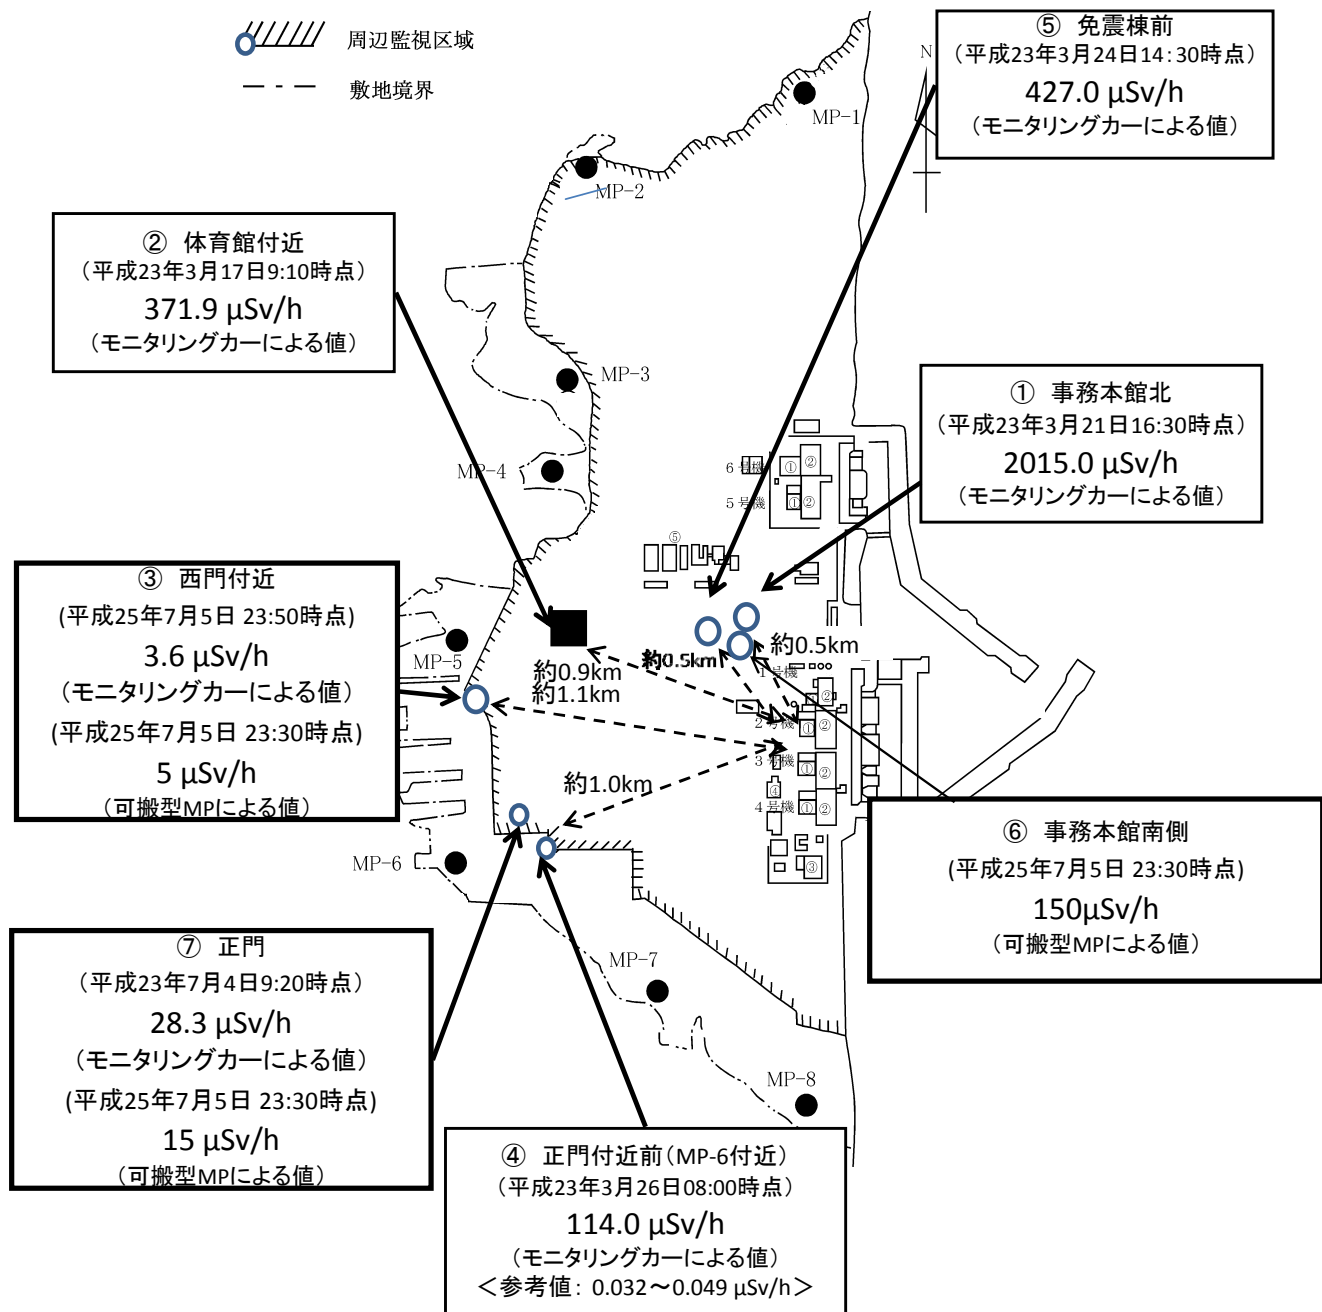 周辺監視区域
敷地境界
⑤ 免震棟前
（平成23年3月24日14:30時点）
427.0 μSv/h
（モニタリングカーによる値）
N
MP-1
MP-2
② 体育館付近
（平成23年3月17日9:10時点）
371.9 μSv/h
（モニタリングカーによる値）
MP-3
① 事務本館北
（平成23年3月21日16:30時点）
2015.0 μSv/h
（モニタリングカーによる値）
MP-4
6号機
①
②
5号機
①
②
⑤
③ 西門付近
(平成25年7月5日 23:50時点)
3.6 μSv/h
（モニタリングカーによる値）
(平成25年7月5日 23:30時点)
5 μSv/h
（可搬型MPによる値）
MP-5
約0.9km
約1.1km
約0.5km
約0.5km
1号機
②
2号機
①
②
3号機
①
②
④
4号機
①
②
③
約1.0km
MP-6
⑥ 事務本館南側
(平成25年7月5日 23:30時点)
150μSv/h
（可搬型MPによる値）
⑦ 正門
（平成23年7月4日9:20時点）
28.3 μSv/h
（モニタリングカーによる値）
(平成25年7月5日 23:30時点)
15 μSv/h
（可搬型MPによる値）
MP-7
MP-8
④ 正門付近前（MP-6付近）
（平成23年3月26日08:00時点）
114.0 μSv/h
（モニタリングカーによる値）
＜参考値: 0.032～0.049 μSv/h＞